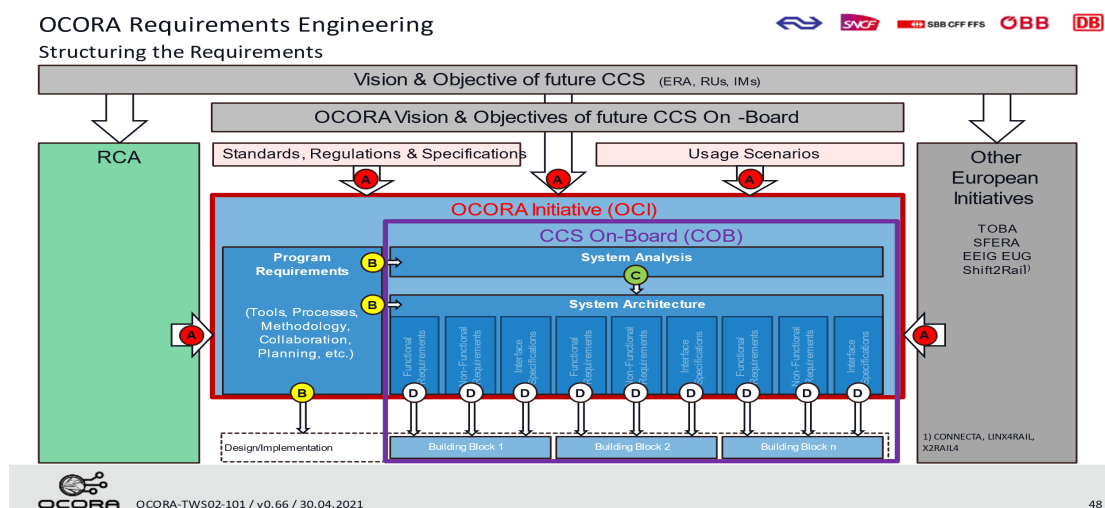 OCORA Requirements Engineering
Structuring the Requirements
SNCF
SBB CFF FFS
ÖBB
DB
Vision & Objective of future CCS (ERA, RUs, IMs)
OCORA Vision & Objectives of future CCS On -Board
RCA
Standards, Regulations & Specifications
Usage Scenarios
Other
European
Initiatives
TOBA
SFERA
EEIG EUG
Shift2Rail1)
A
A
A
OCORA Initiative (OCI)
CCS On-Board (COB)
Program
Requirements
B
System Analysis
C
B
System Architecture
(Tools, Processes,
Methodology,
Collaboration,
Planning, etc.)
A
A
Functional
Requirements
Non-Functional
Requirements
Interface
Specifications
Functional
Requirements
Non-Functional
Requirements
Interface
Specifications
Functional
Requirements
Non-Functional
Requirements
Interface
Specifications
B
D
D
D
D
D
D
D
D
D
Design/Implementation
Building Block 1
Building Block 2
Building Block n
1) CONNECTA, LINX4RAIL,
X2RAIL4
OCORA
OCORA-TWS02-101 / v0.66 / 30.04.2021
48